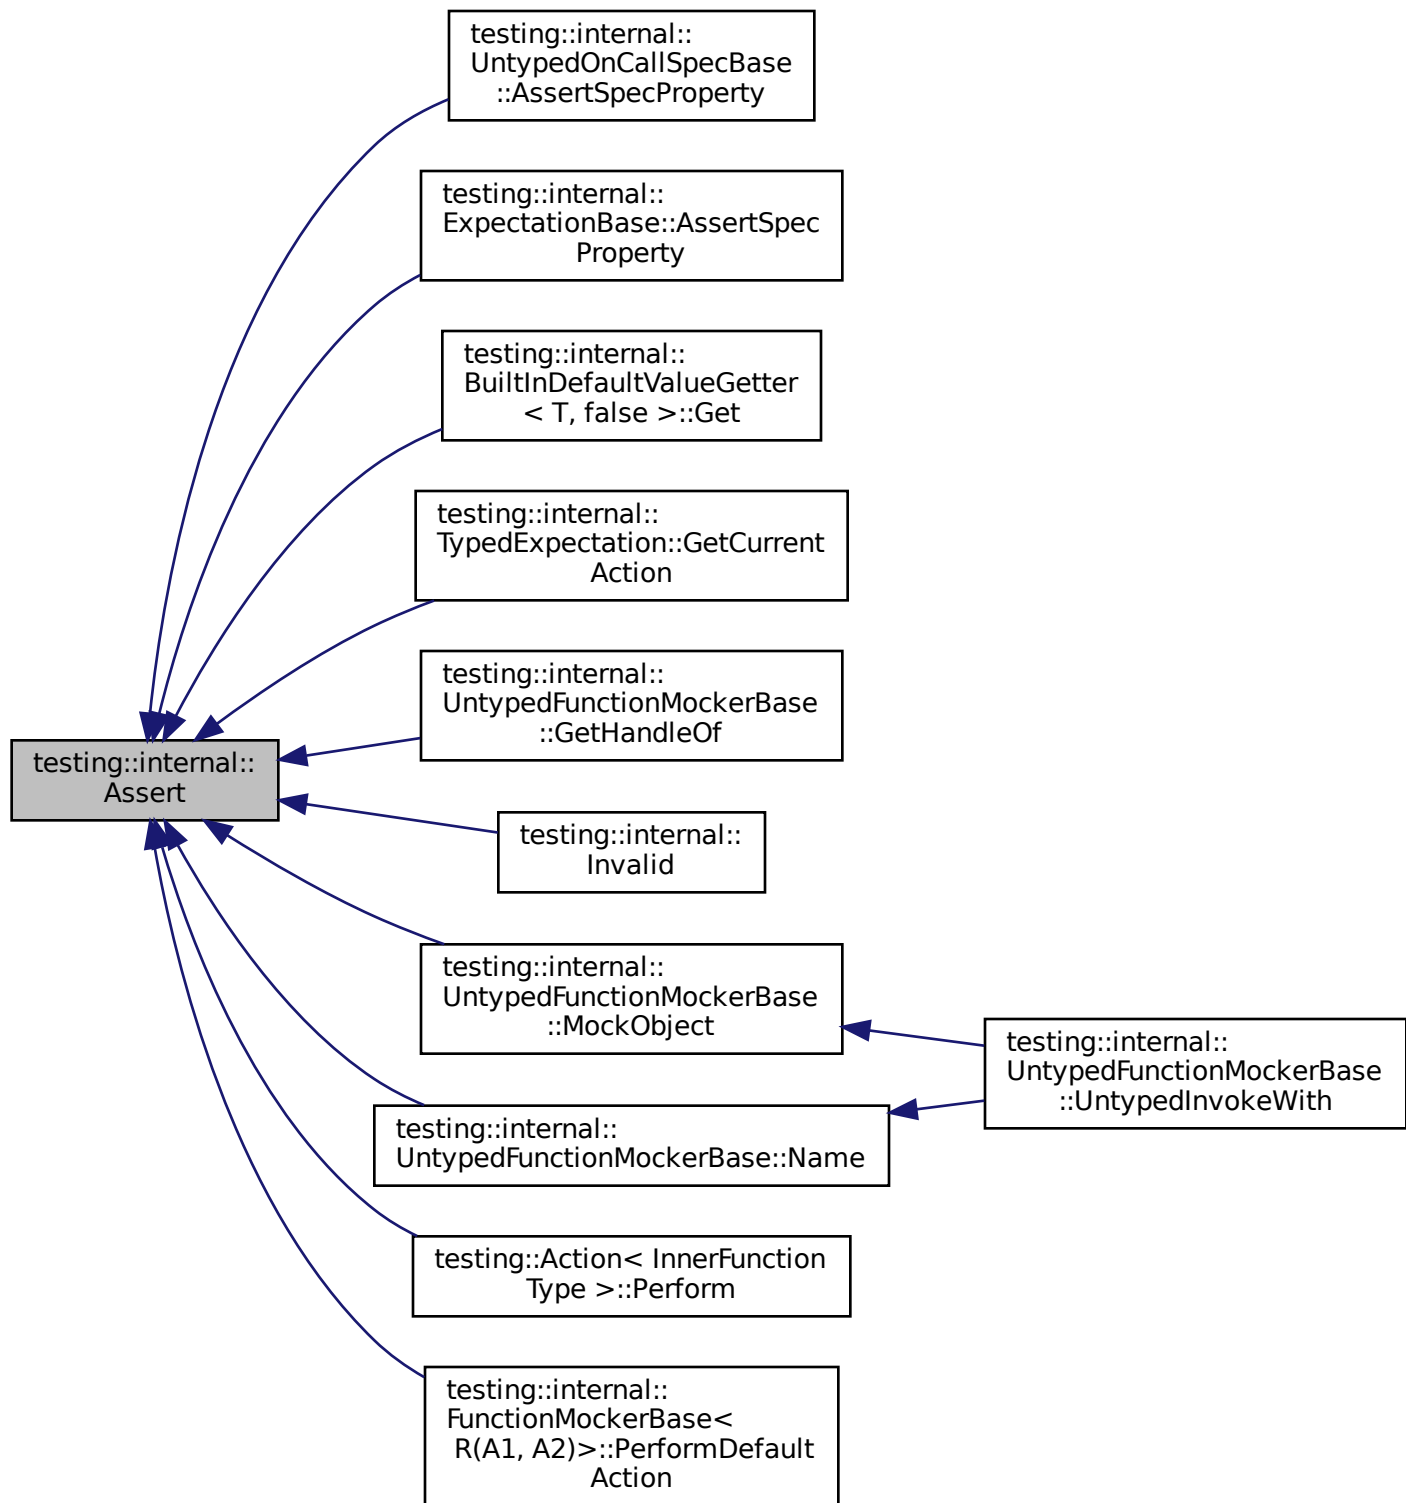 testing::internal::
UntypedOnCallSpecBase
::AssertSpecProperty
testing::internal::
ExpectationBase::AssertSpec
Property
testing::internal::
BuiltInDefaultValueGetter
< T, false >::Get
testing::internal::
TypedExpectation::GetCurrent
Action
testing::internal::
UntypedFunctionMockerBase
::GetHandleOf
testing::internal::
Assert
testing::internal::
Invalid
testing::internal::
UntypedFunctionMockerBase
::MockObject
testing::internal::
UntypedFunctionMockerBase
::UntypedInvokeWith
testing::internal::
UntypedFunctionMockerBase::Name
testing::Action< InnerFunction
Type >::Perform
testing::internal::
FunctionMockerBase<
R(A1, A2)>::PerformDefault
Action